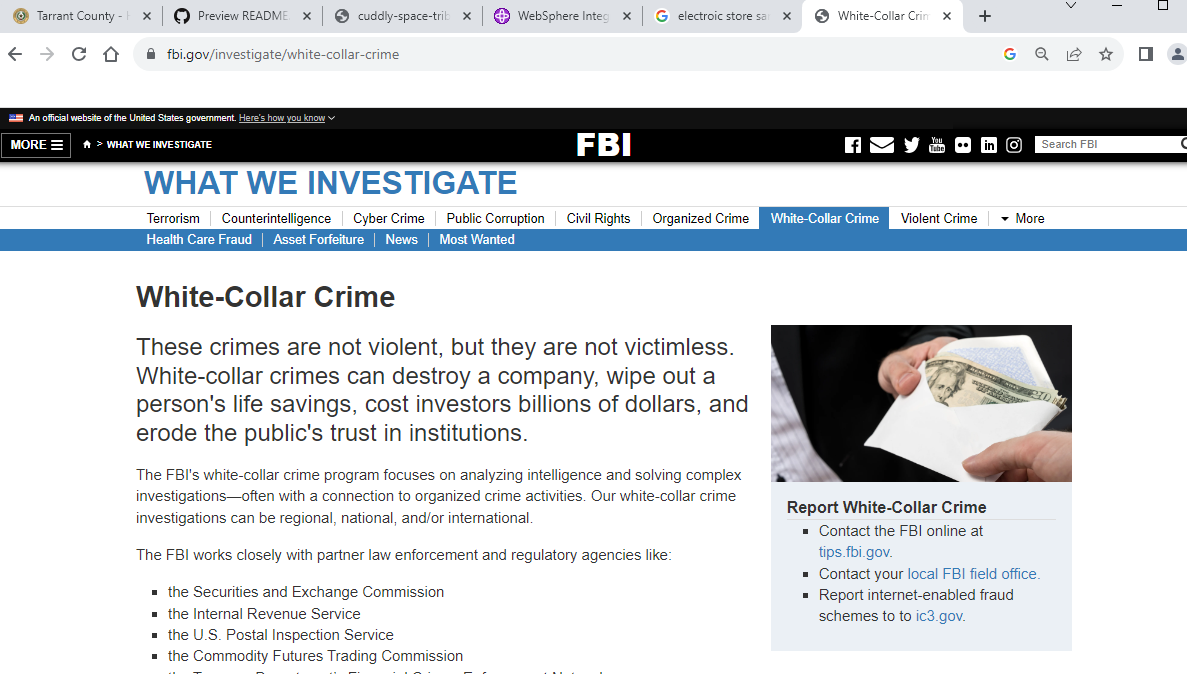 Tarrant County - H
Preview README.
cuddly-space-trib
WebSphere Integ
electroic store sar
White-Collar Crim
fbi.gov/investigate/white-collar-crime
An official website of the United States government. Here's how you know
MORE
> WHAT WE INVESTIGATE
FBI
Search FBI
WHAT WE INVESTIGATE
Terrorism Counterintelligence Cyber Crime Public Corruption Civil Rights Organized Crime White-Collar Crime Violent Crime More
Health Care Fraud Asset Forfeiture News Most Wanted
White-Collar Crime
These crimes are not violent, but they are not victimless.
White-collar crimes can destroy a company, wipe out a
person's life savings, cost investors billions of dollars, and
erode the public's trust in institutions.
The FBI's white-collar crime program focuses on analyzing intelligence and solving complex
investigations—often with a connection to organized crime activities. Our white-collar crime
investigations can be regional, national, and/or international.
The FBI works closely with partner law enforcement and regulatory agencies like:
the Securities and Exchange Commission
the Internal Revenue Service
the U.S. Postal Inspection Service
the Commodity Futures Trading Commission
Report White-Collar Crime
Contact the FBI online at
tips.fbi.gov.
Contact your local FBI field office.
Report internet-enabled fraud
schemes to to ic3.gov.